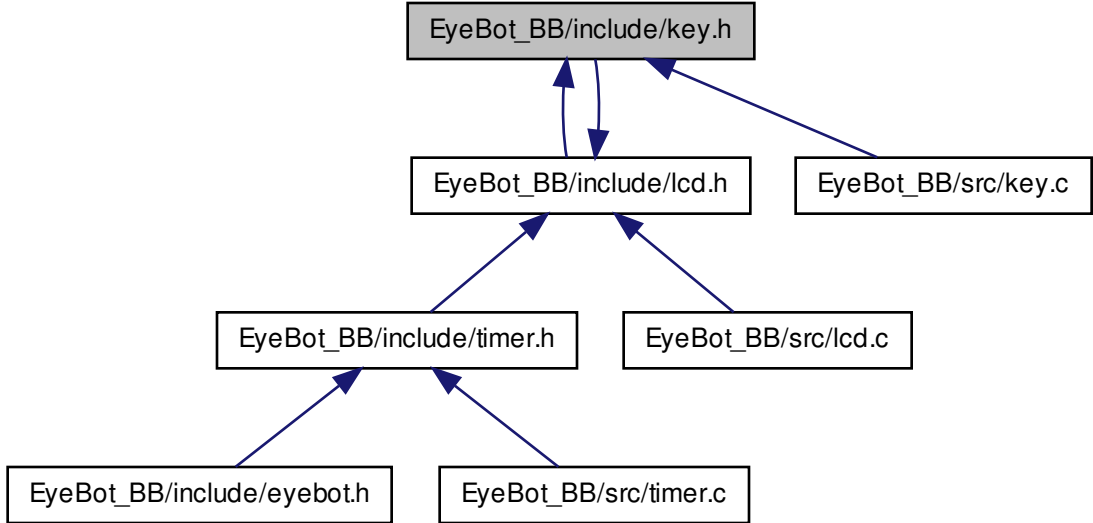 EyeBot_BB/include/key.h
EyeBot_BB/include/lcd.h
EyeBot_BB/src/key.c
EyeBot_BB/include/timer.h
EyeBot_BB/src/lcd.c
EyeBot_BB/include/eyebot.h
EyeBot_BB/src/timer.c